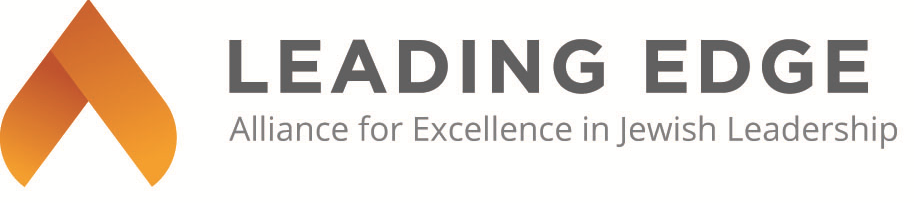 LEADING EDGE
Alliance for Excellence in Jewish Leadership